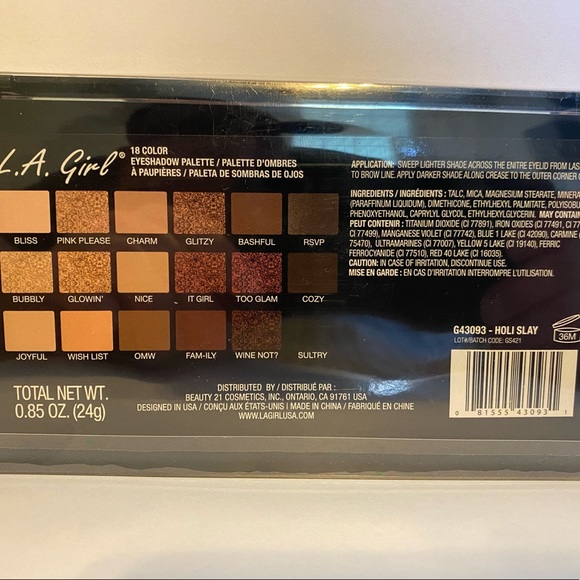 L.A. Girl®
18 COLOR
EYESHADOW PALETTE / PALETTE D'OMBRES
À PAUPIÈRES / PALETA DE SOMBRAS DE OJOS
BLISS PINK PLEASE CHARM GLITZY BASHFUL RSVP
BUBBLY GLOWIN' NICE IT GIRL TOO GLAM COZY
JOYFUL WISH LIST OMW FAM-ILY WINE NOT? SULTRY
TOTAL NET WT.
0.85 OZ. (24g)
DISTRIBUTED BY / DISTRIBUÉ PAR :
BEAUTY 21 COSMETICS, INC., ONTARIO, CA 91761 USA
DESIGNED IN USA / CONÇU AUX ÉTATS-UNIS | MADE IN CHINA / FABRIQUÉ EN CHINE
WWW.LAGIRLUSA.COM
APPLICATION: SWEEP LIGHTER SHADE ACROSS THE ENITRE EYELID FROM LAS
TO BROW LINE. APPLY DARKER SHADE ALONG CREASE TO THE OUTER CORNER
INGREDIENTS / INGRÉDIENTS : TALC, MICA, MAGNESIUM STEARATE, MINERA
(PARAFFINUM LIQUIDUM), DIMETHICONE, ETHYLHEXYL PALMITATE, POLYISOBU
PHENOXYETHANOL, CAPRYLYL GLYCOL, ETHYLHEXYLGLYCERIN. MAY CONTAIN
PEUT CONTENIR : TITANIUM DIOXIDE (CI 77891), IRON OXIDES (CI 77491, CI 77
CI 77499), MANGANESE VIOLET (CI 77742), BLUE 1 LAKE (CI 42090), CARMINE (
75470), ULTRAMARINES (CI 77007), YELLOW 5 LAKE (CI 19140), FERRIC
FERROCYANIDE (CI 77510), RED 40 LAKE (CI 16035).
CAUTION: IN CASE OF IRRITATION, DISCONTINUE USE.
MISE EN GARDE : EN CAS D'IRRITATION INTERROMPRE L'UTILISATION.
G43093 - HOLI SLAY
LOT#/BATCH CODE: GS421
36M
0 81555 43093 1